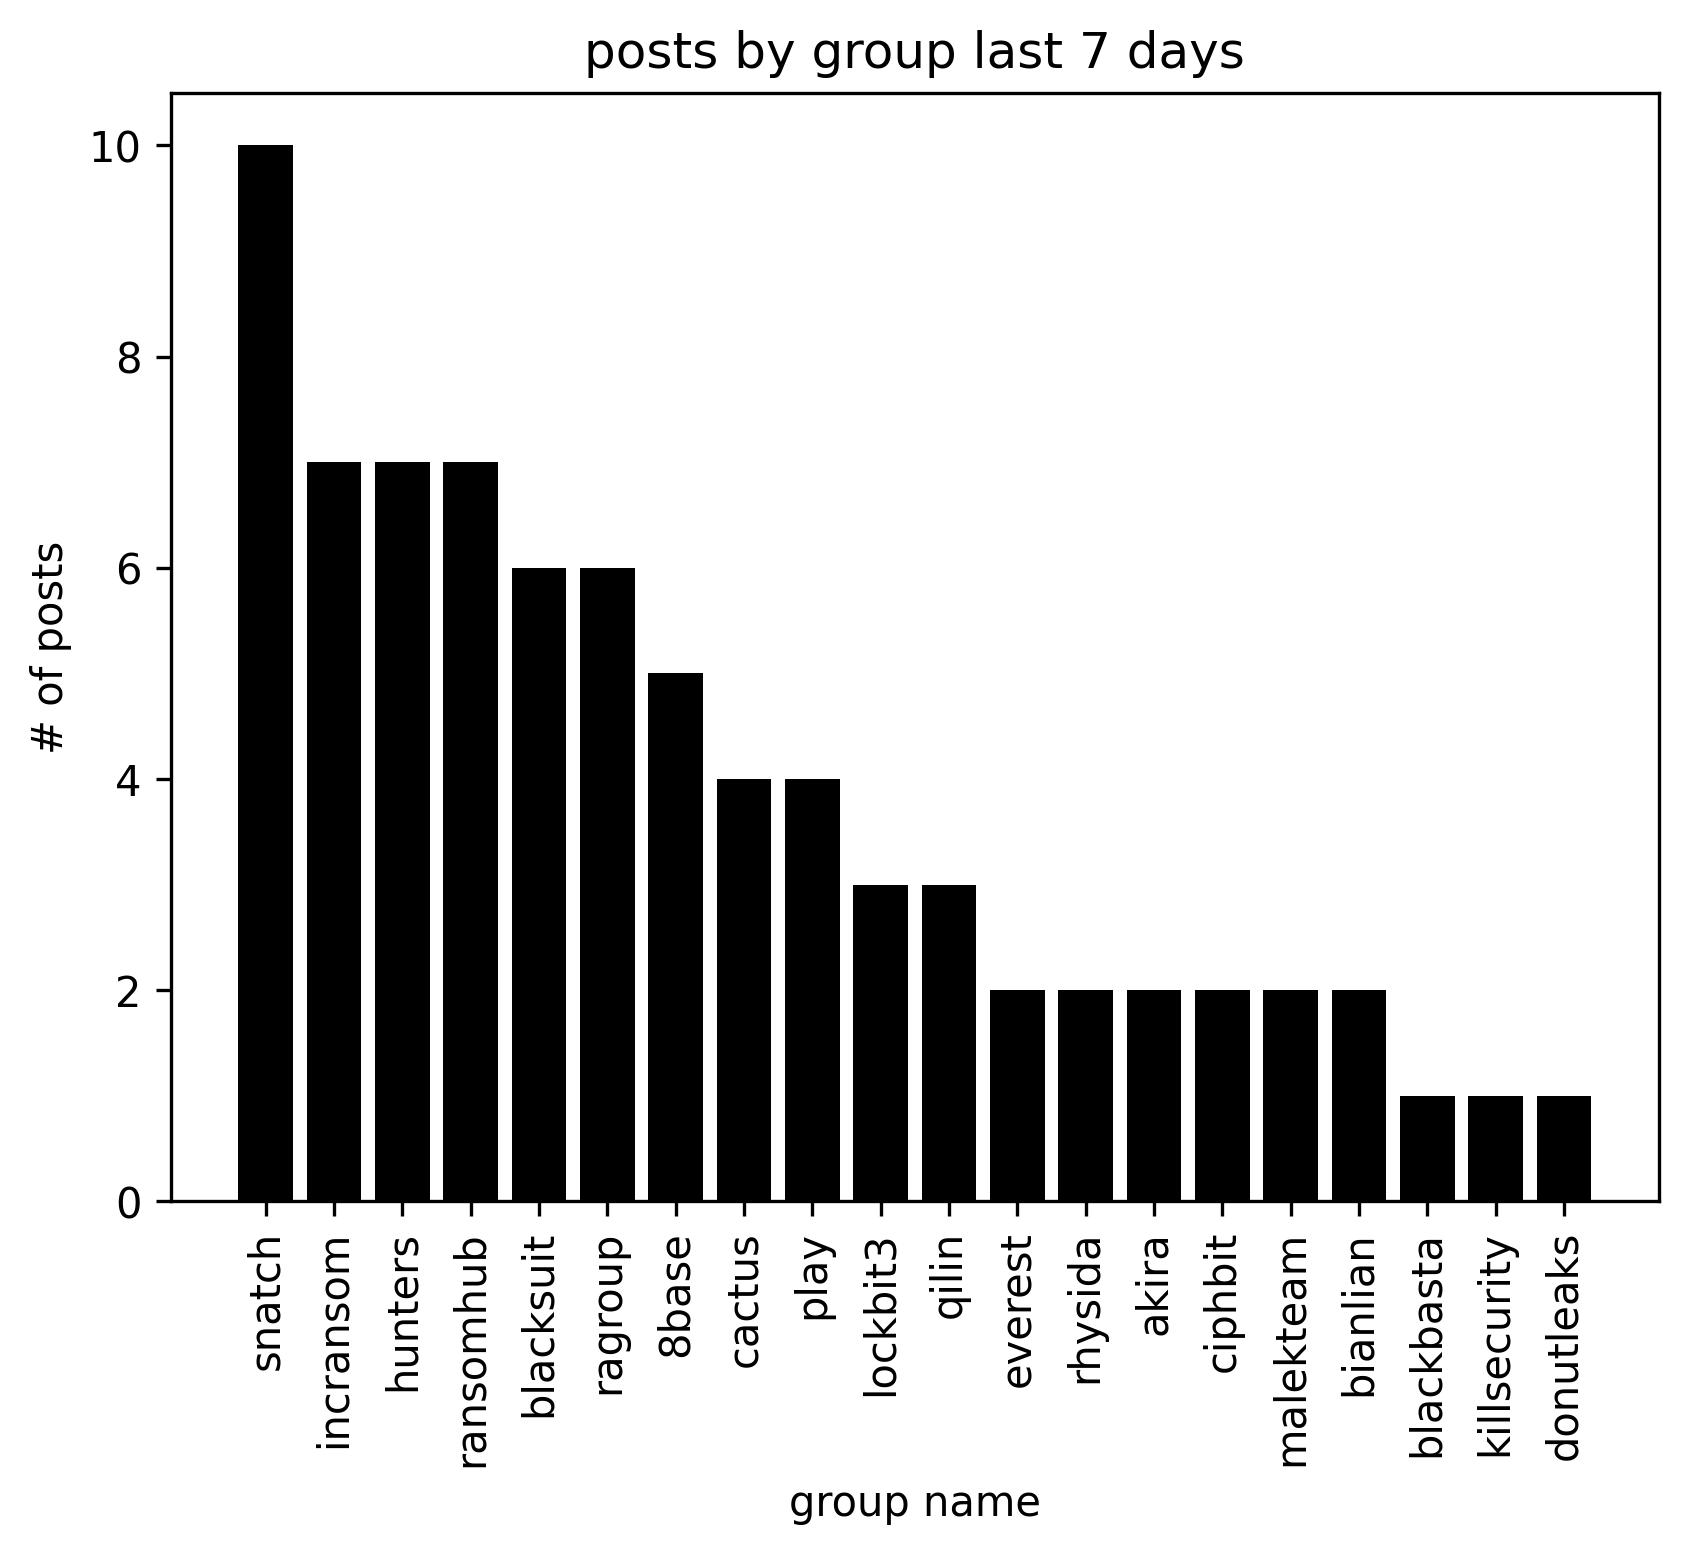 posts by group last 7 days
# of posts
10
8
6
4
2
0
snatch
incransom
hunters
ransomhub
blacksuit
ragroup
8base
cactus
play
lockbit3
qilin
everest
rhysida
akira
ciphbit
malekteam
bianlian
blackbasta
killsecurity
donutleaks
group name